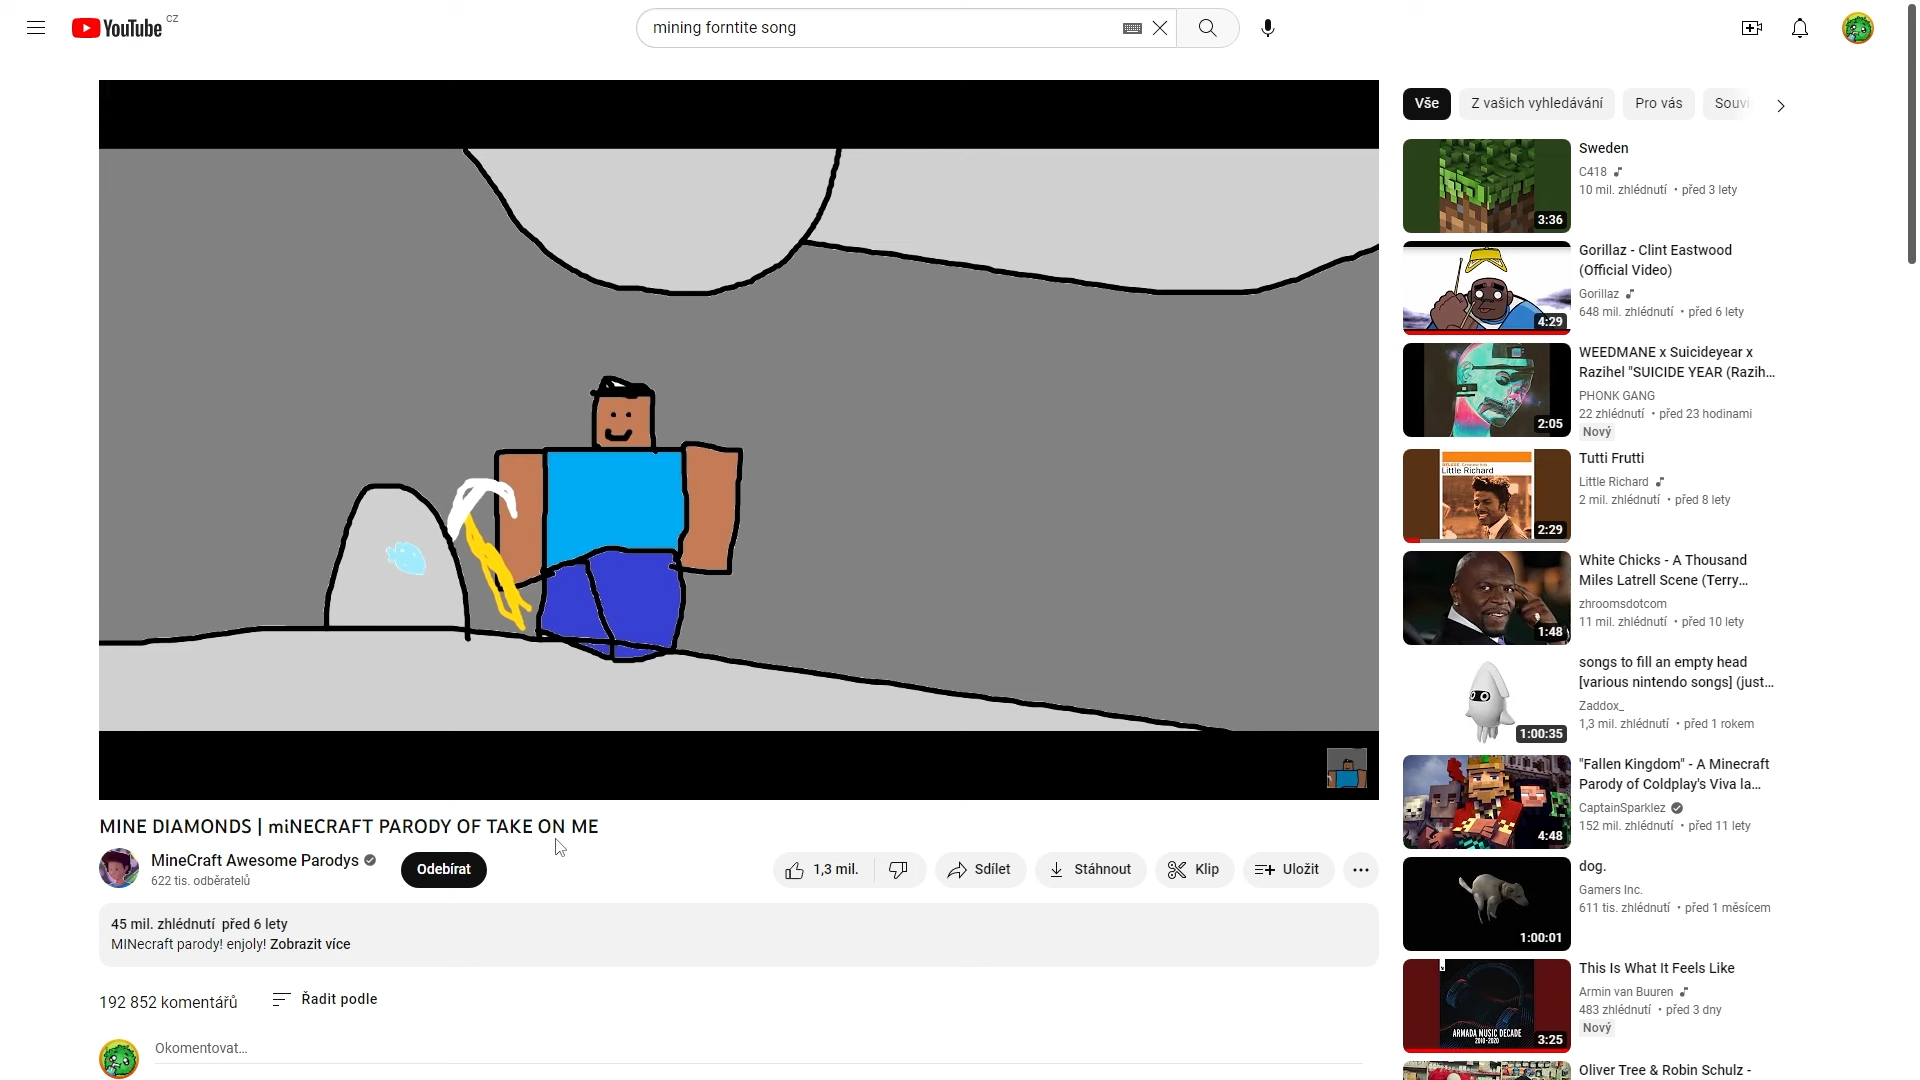 YouTube CZ
mining forntite song
MINE DIAMONDS | miNECRAFT PARODY OF TAKE ON ME
MineCraft Awesome Parodys
622 tis. odběratelů
Odebírat
1,3 mil.
Sdílet
Stáhnout
Klip
Uložit
45 mil. zhlédnutí před 6 lety
MINecraft parody! enjoly! Zobrazit více
192 852 komentářů
Řadit podle
Okomentovat...
Vše
Z vašich vyhledávání
Pro vás
Souvi
3:36
Sweden
C418
10 mil. zhlédnutí • před 3 lety
4:29
Gorillaz - Clint Eastwood
(Official Video)
Gorillaz
648 mil. zhlédnutí • před 6 lety
2:05
WEEDMANE x Suicideyear x
Razihel "SUICIDE YEAR (Razih...
PHONK GANG
22 zhlédnutí • před 23 hodinami
Nový
Little Richard
2:29
Tutti Frutti
Little Richard
2 mil. zhlédnutí • před 8 lety
1:48
White Chicks - A Thousand
Miles Latrell Scene (Terry...
zhroomsdotcom
11 mil. zhlédnutí • před 10 lety
1:00:35
songs to fill an empty head
[various nintendo songs] (just...
Zaddox_
1,3 mil. zhlédnutí • před 1 rokem
4:48
"Fallen Kingdom" - A Minecraft
Parody of Coldplay's Viva la...
CaptainSparklez
152 mil. zhlédnutí • před 11 lety
1:00:01
dog.
Gamers Inc.
611 tis. zhlédnutí • před 1 měsícem
ARMADA MUSIC DECADE
2010-2020
3:25
This Is What It Feels Like
Armin van Buuren
483 zhlédnutí • před 3 dny
Nový
Oliver Tree & Robin Schulz -